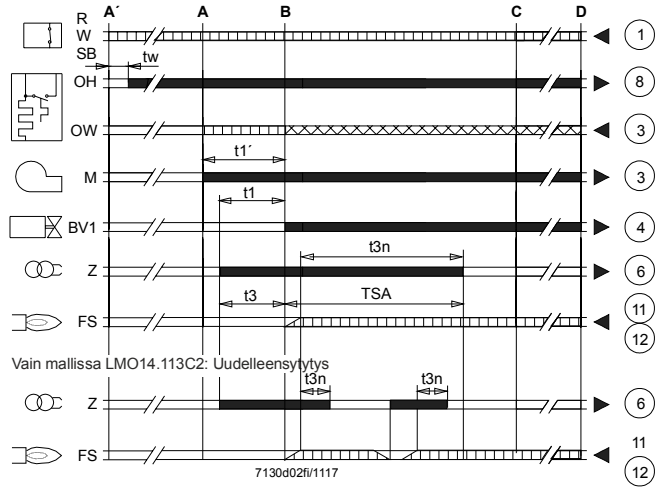 R A´ A B C D
W 1
SB tw
OH 8
OW 3
t1´
M 3
t1
BV1 4
t3n
Z 6
t3 TSA
FS 11
12
Vain mallissa LMO14.113C2: Uudelleensytytys
t3n t3n
Z 6
FS 11
12
7130d02fi/1117